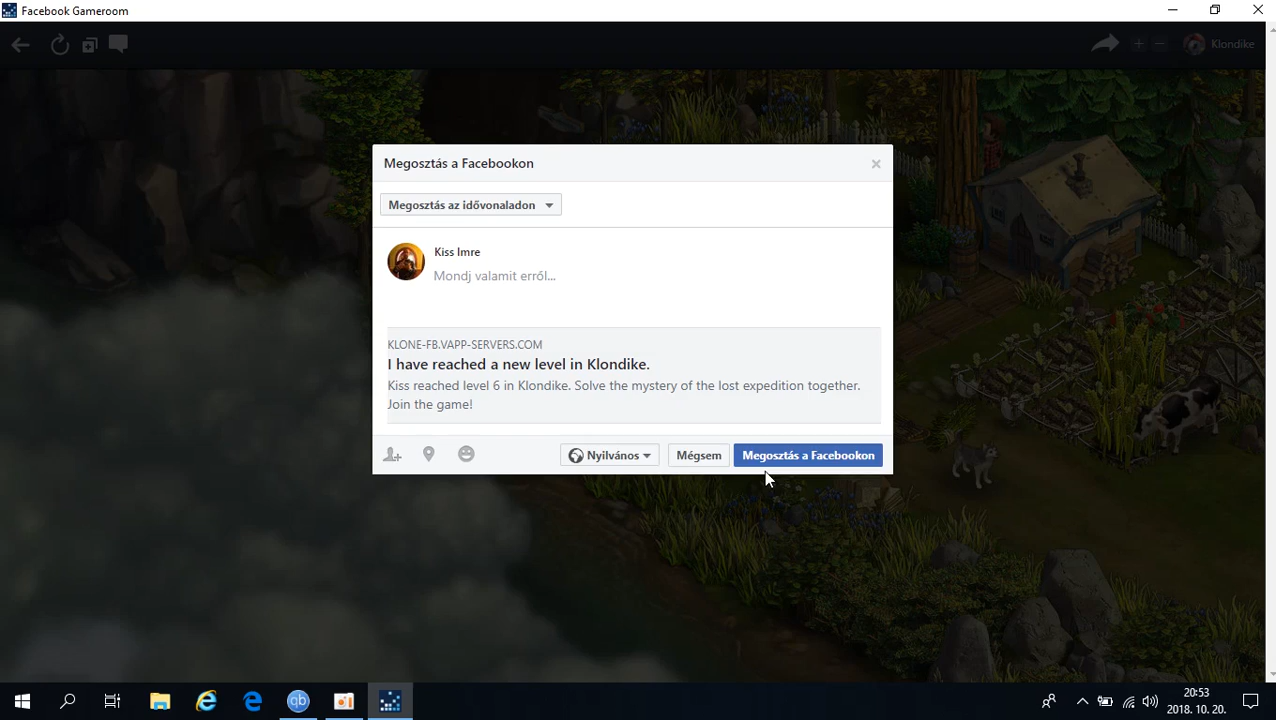 Facebook Gameroom
Klondike
Megosztás a Facebookon
Megosztás az idővonaladon
Kiss Imre
Mondj valamit erről...
KLONE-FB.VAPP-SERVERS.COM
I have reached a new level in Klondike.
Kiss reached level 6 in Klondike. Solve the mystery of the lost expedition together.
Join the game!
Nyilvános Mégsem Megosztás a Facebookon
qb
20:53
2018. 10. 20.